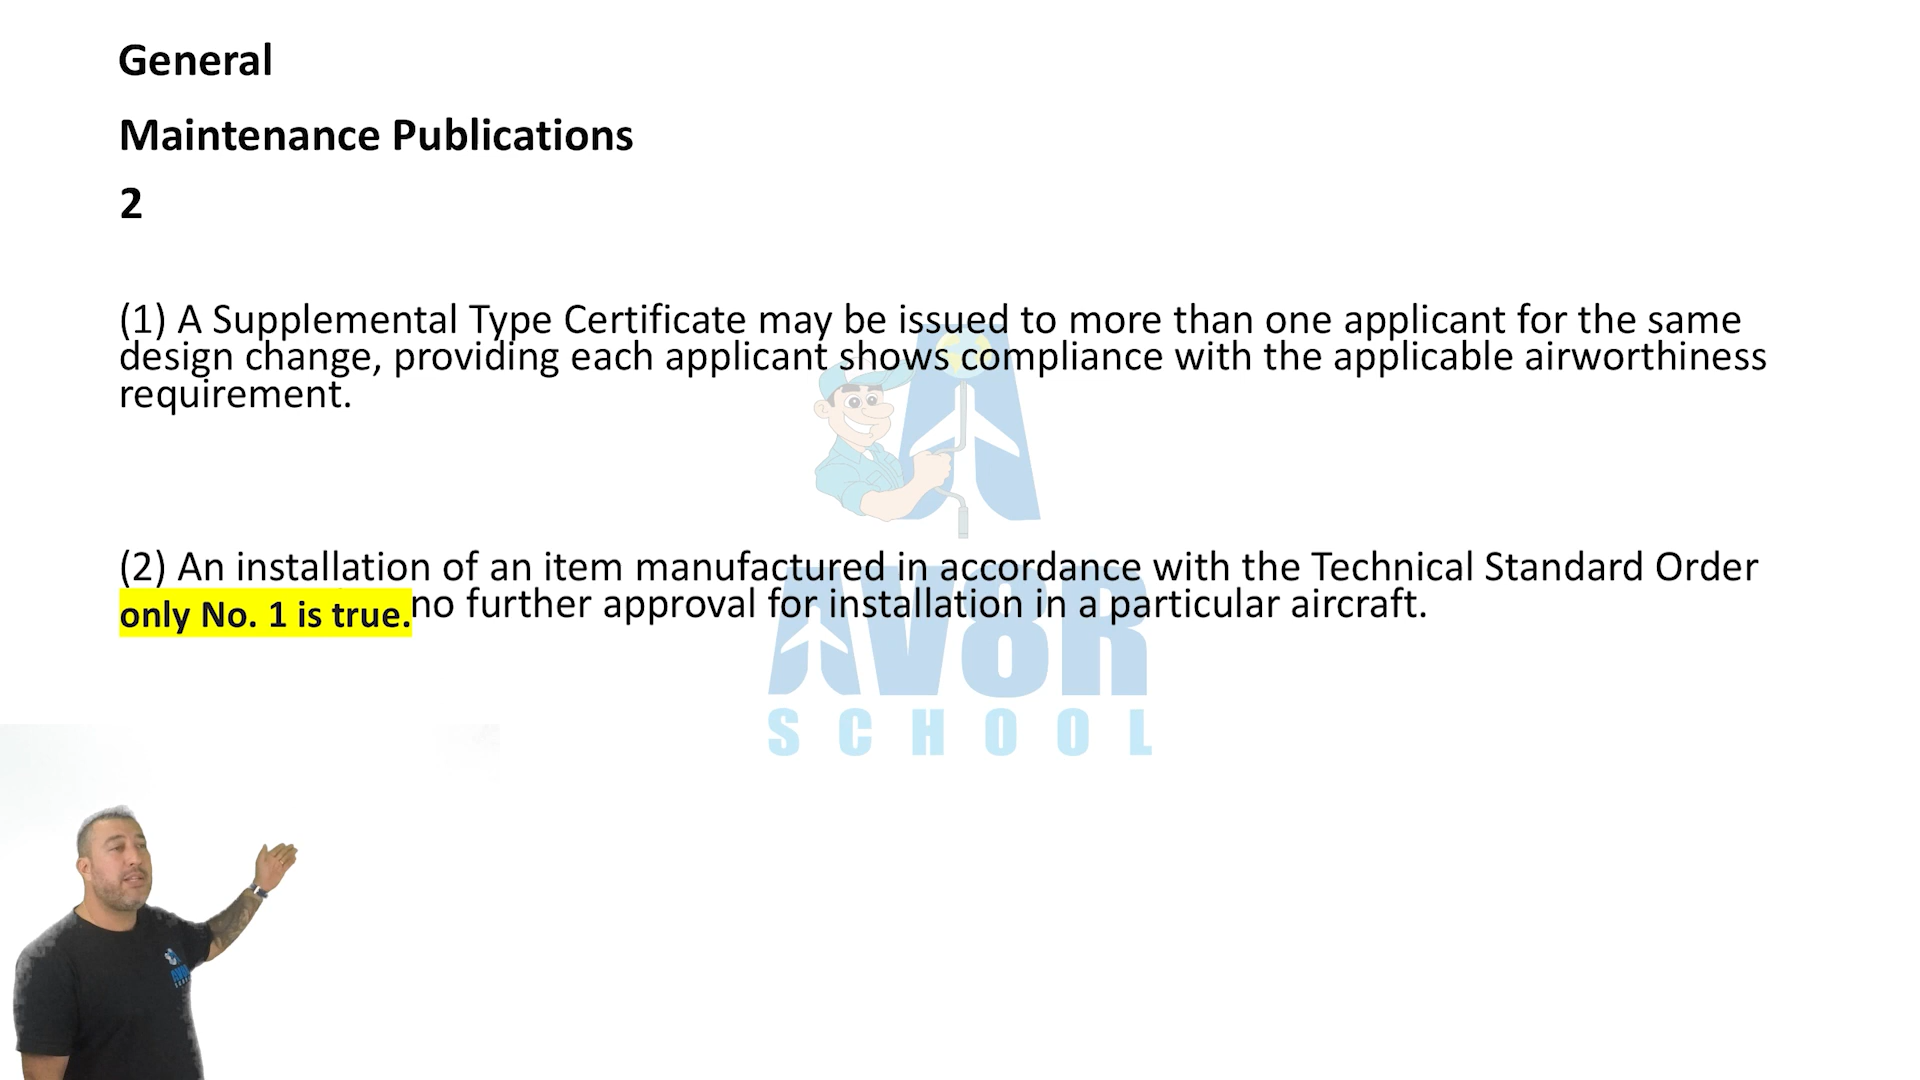 General
Maintenance Publications
2
(1) A Supplemental Type Certificate may be issued to more than one applicant for the same
design change, providing each applicant shows compliance with the applicable airworthiness
requirement.
(2) An installation of an item manufactured in accordance with the Technical Standard Order
only No. 1 is true. no further approval for installation in a particular aircraft.
AV8R
SCHOOL